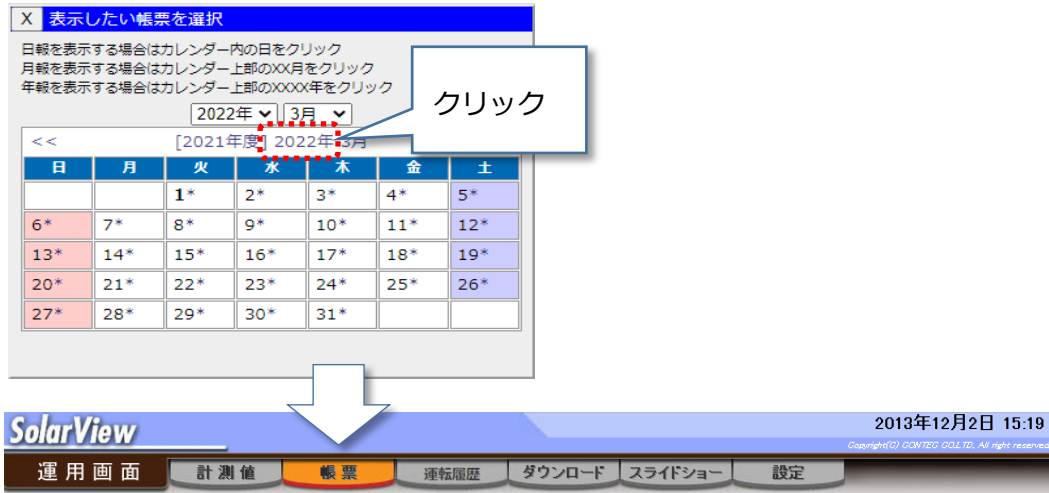 X 表示したい帳票を選択
日報を表示する場合はカレンダー内の日をクリック
月報を表示する場合はカレンダー上部のXX月をクリック
年報を表示する場合はカレンダー上部のXXXX年をクリック
クリック
2022年 3月
<< [2021年度] 2022年 3月
日 月 火 水 木 金 土
1* 2* 3* 4* 5*
6* 7* 8* 9* 10* 11* 12*
13* 14* 15* 16* 17* 18* 19*
20* 21* 22* 23* 24* 25* 26*
27* 28* 29* 30* 31*
SolarView
2013年12月2日 15:19
Copyright(C) CONTEC CO.LTD. All right reserved
運用画面 計測値 帳票 運転履歴 ダウンロード スライドショー 設定